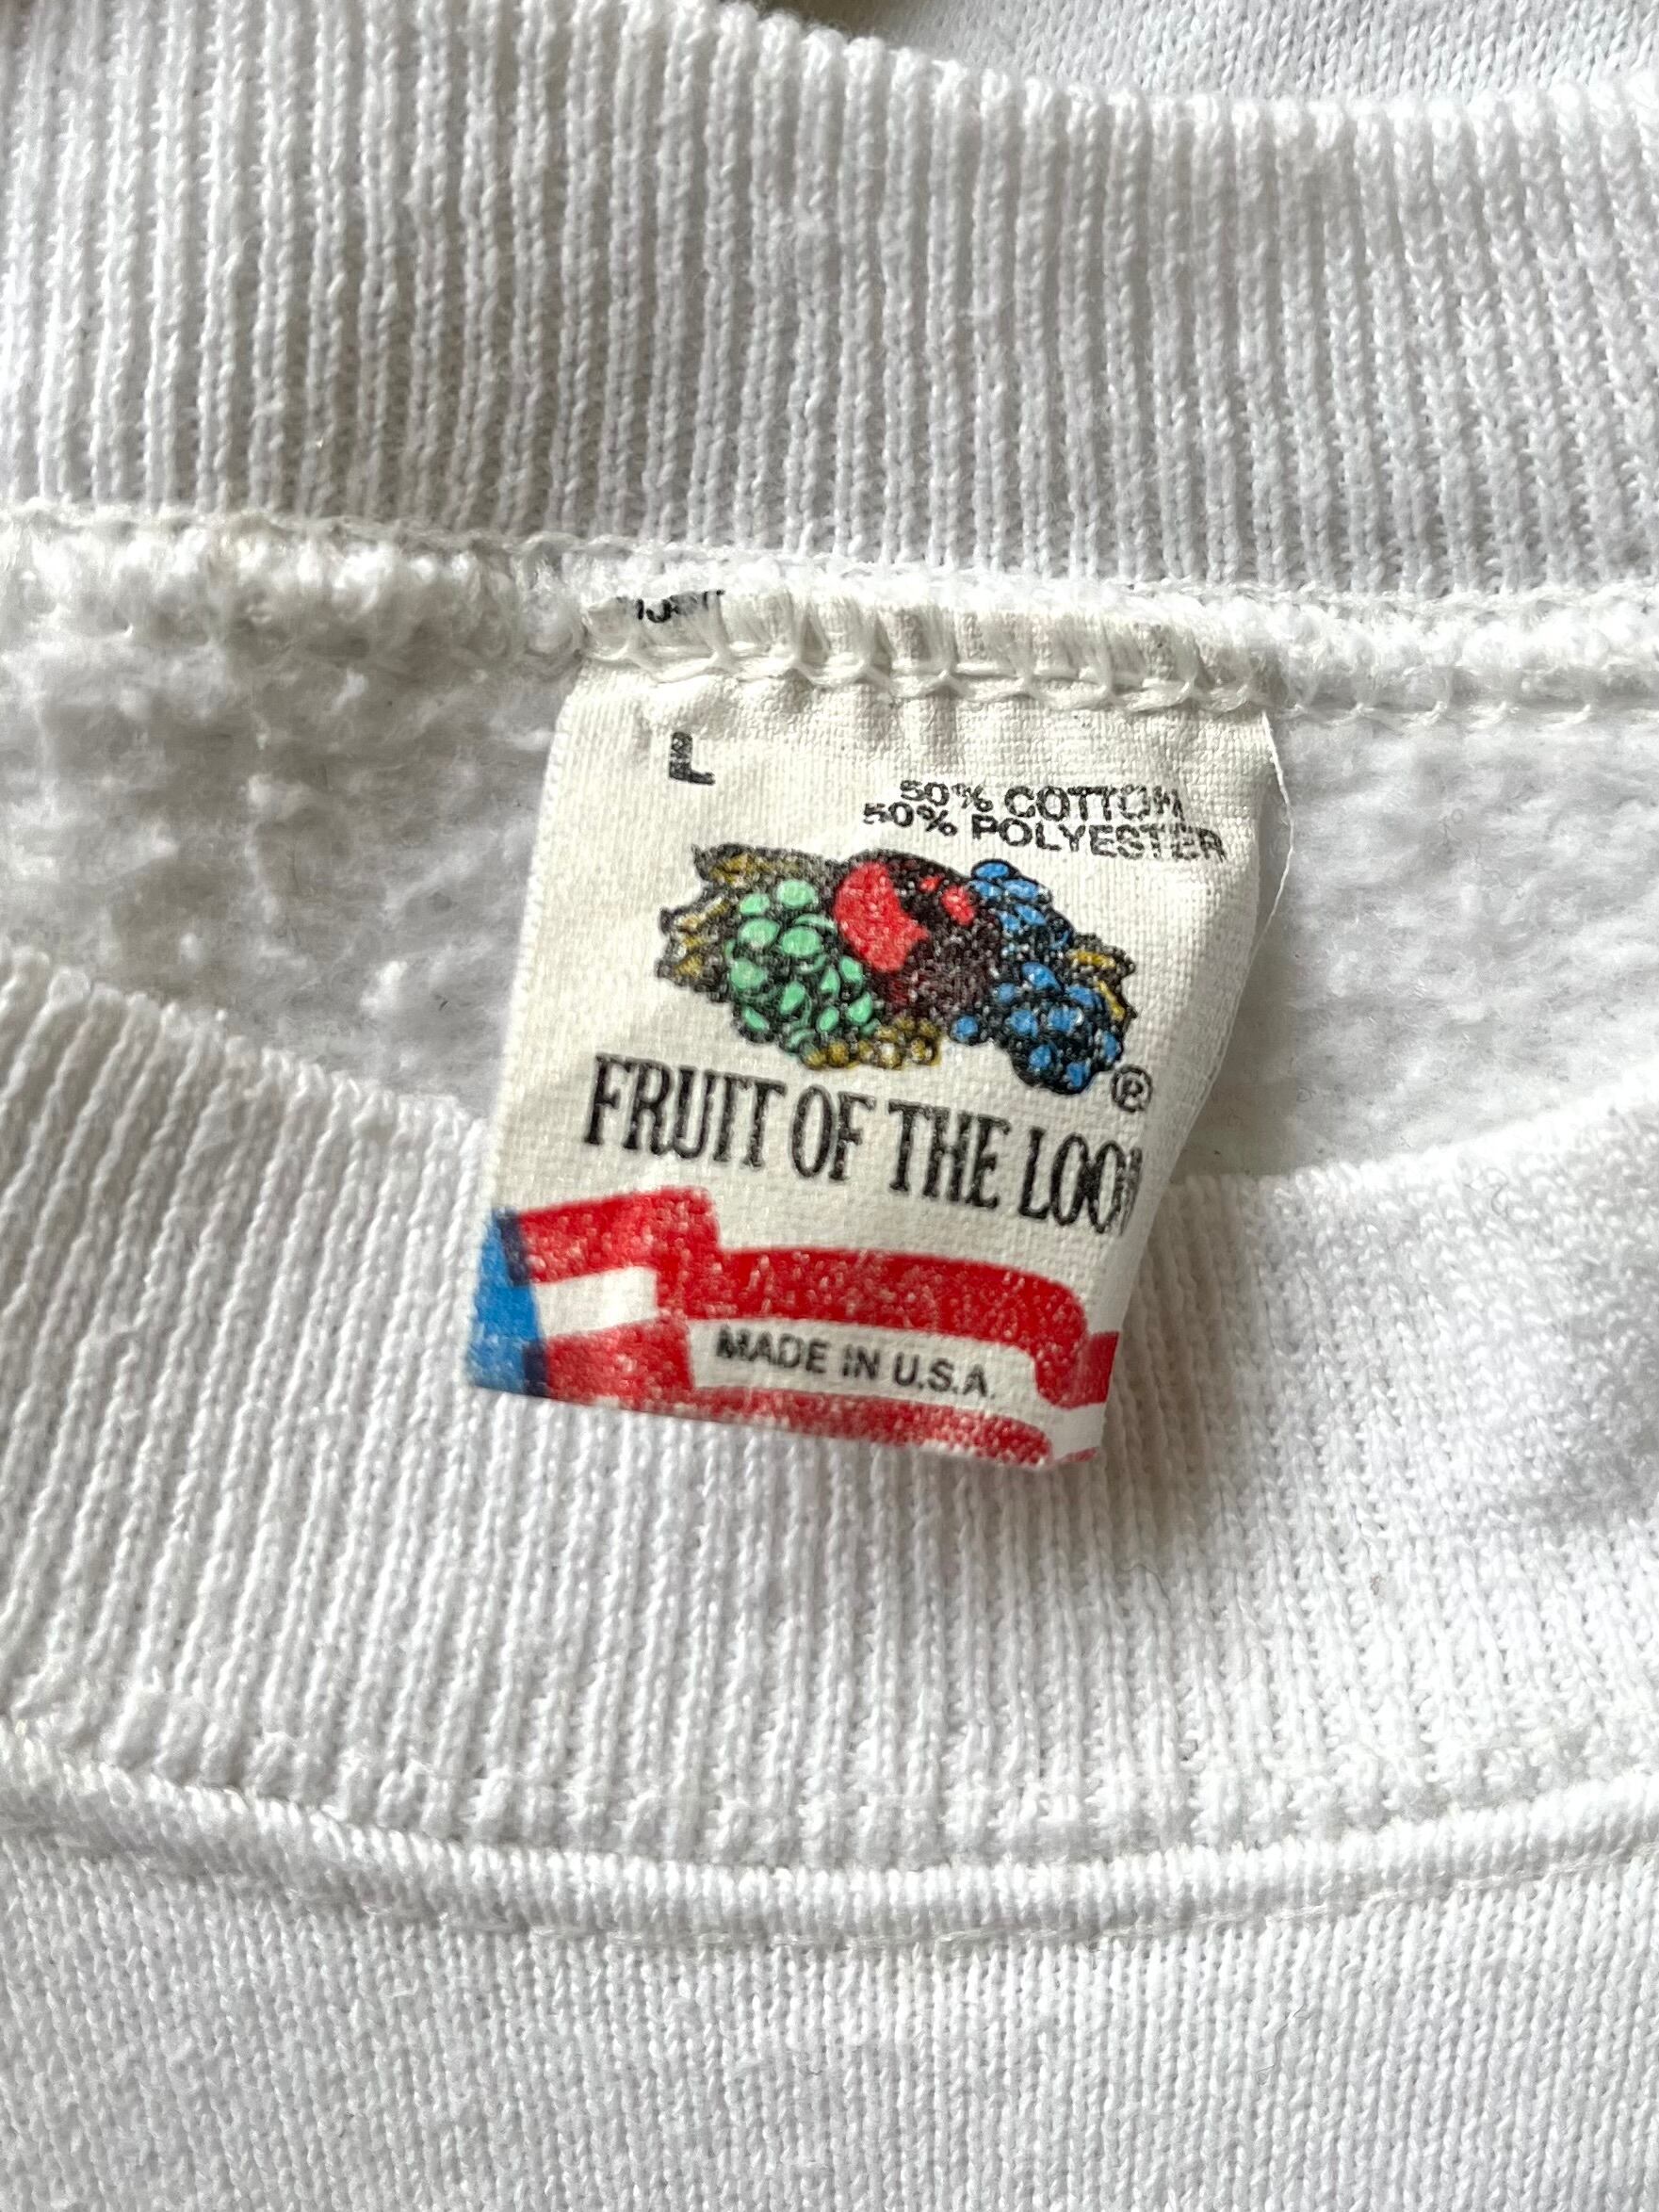 L
50% COTTON
50% POLYESTER
®
FRUIT OF THE LOOM
MADE IN U.S.A.